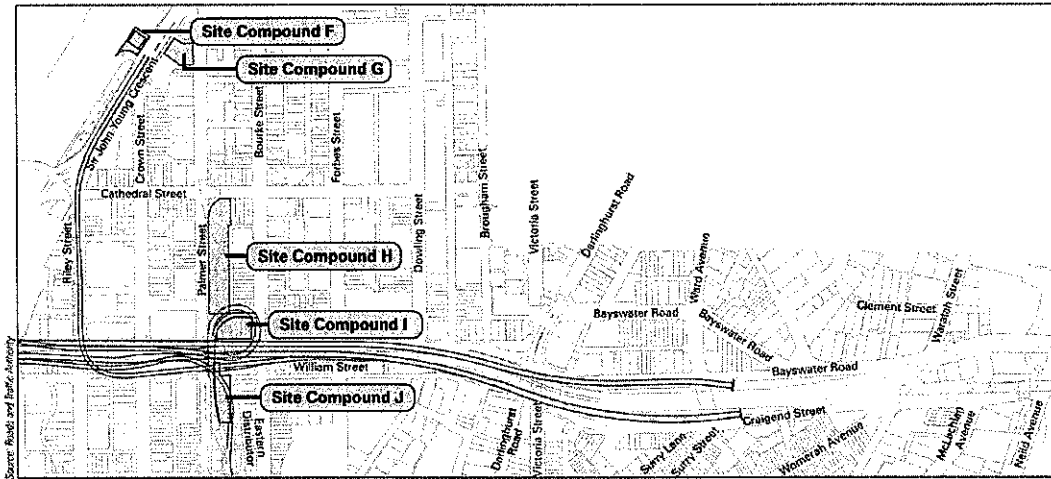 Site Compound F
Site Compound G
Sir John Young Crescent
Crown Street
Bourke Street
Forbes Street
Cathedral Street
Riley Street
Palmer Street
Dowling Street
Brougham Street
Victoria Street
Darlinghurst Road
Ward Avenue
Site Compound H
Site Compound I
Bayswater Road
Bayswater Road
Clement Street
Waratah Street
William Street
Bayswater Road
Site Compound J
Eastern
Distributor
Darlinghurst
Road
Victoria Street
Craigend Street
Surry Lane
Surry Street
Womerah Avenue
McLachlan
Avenue
Neild Avenue
Source: Roads and Traffic Authority